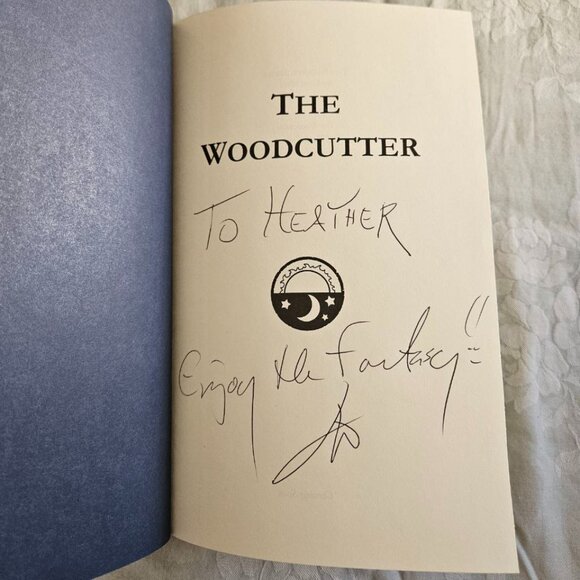 THE
WOODCUTTER
TO HEATHER
Enjoy the Fantasy!!